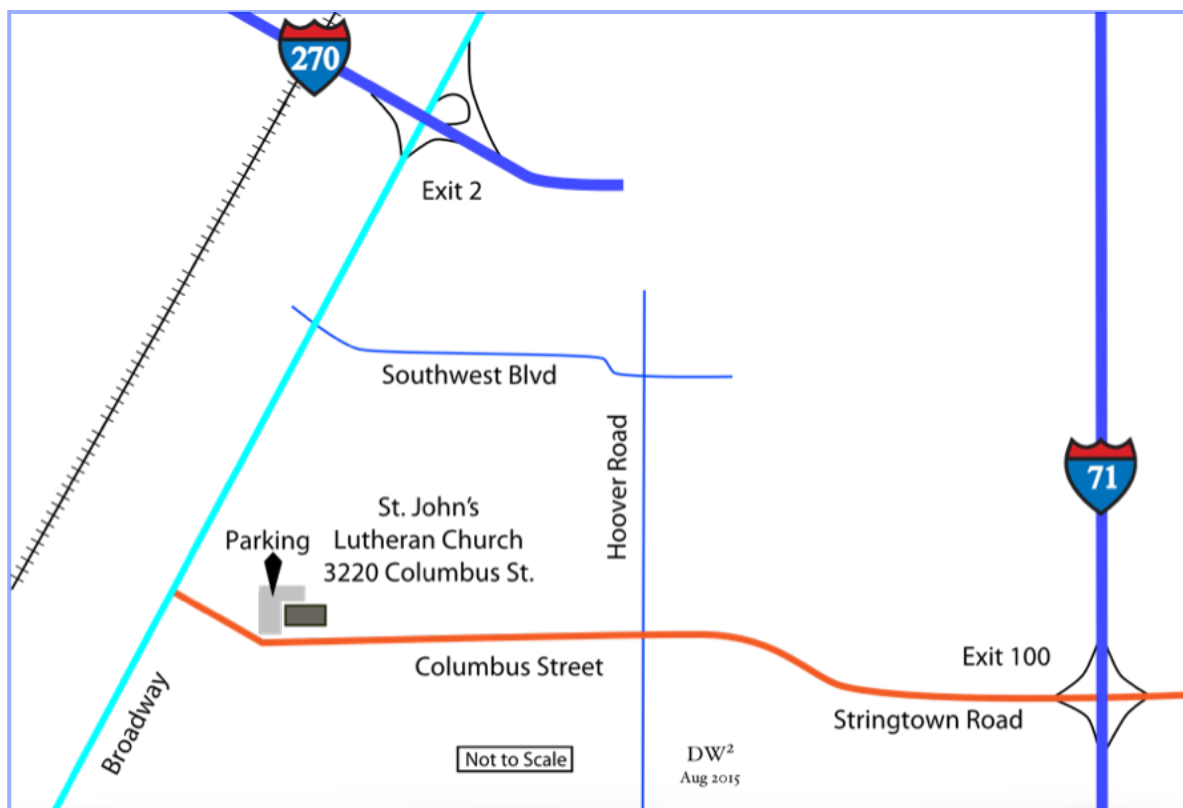 270
Exit 2
Southwest Blvd
Hoover Road
71
St. John's
Lutheran Church
3220 Columbus St.
Parking
Exit 100
Columbus Street
Stringtown Road
Broadway
Not to Scale
DW²
Aug 2015